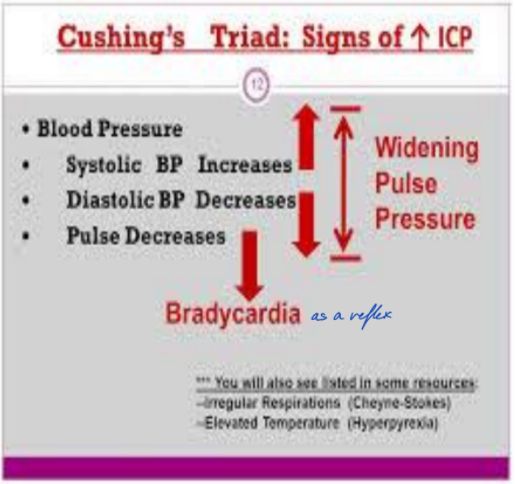 Cushing's Triad: Signs of ↑ ICP
12
• Blood Pressure
• Systolic BP Increases
• Diastolic BP Decreases
• Pulse Decreases
Widening
Pulse
Pressure
Bradycardia as a reflex
*** You will also see listed in some resources:
–Irregular Respirations (Cheyne-Stokes)
–Elevated Temperature (Hyperpyrexia)